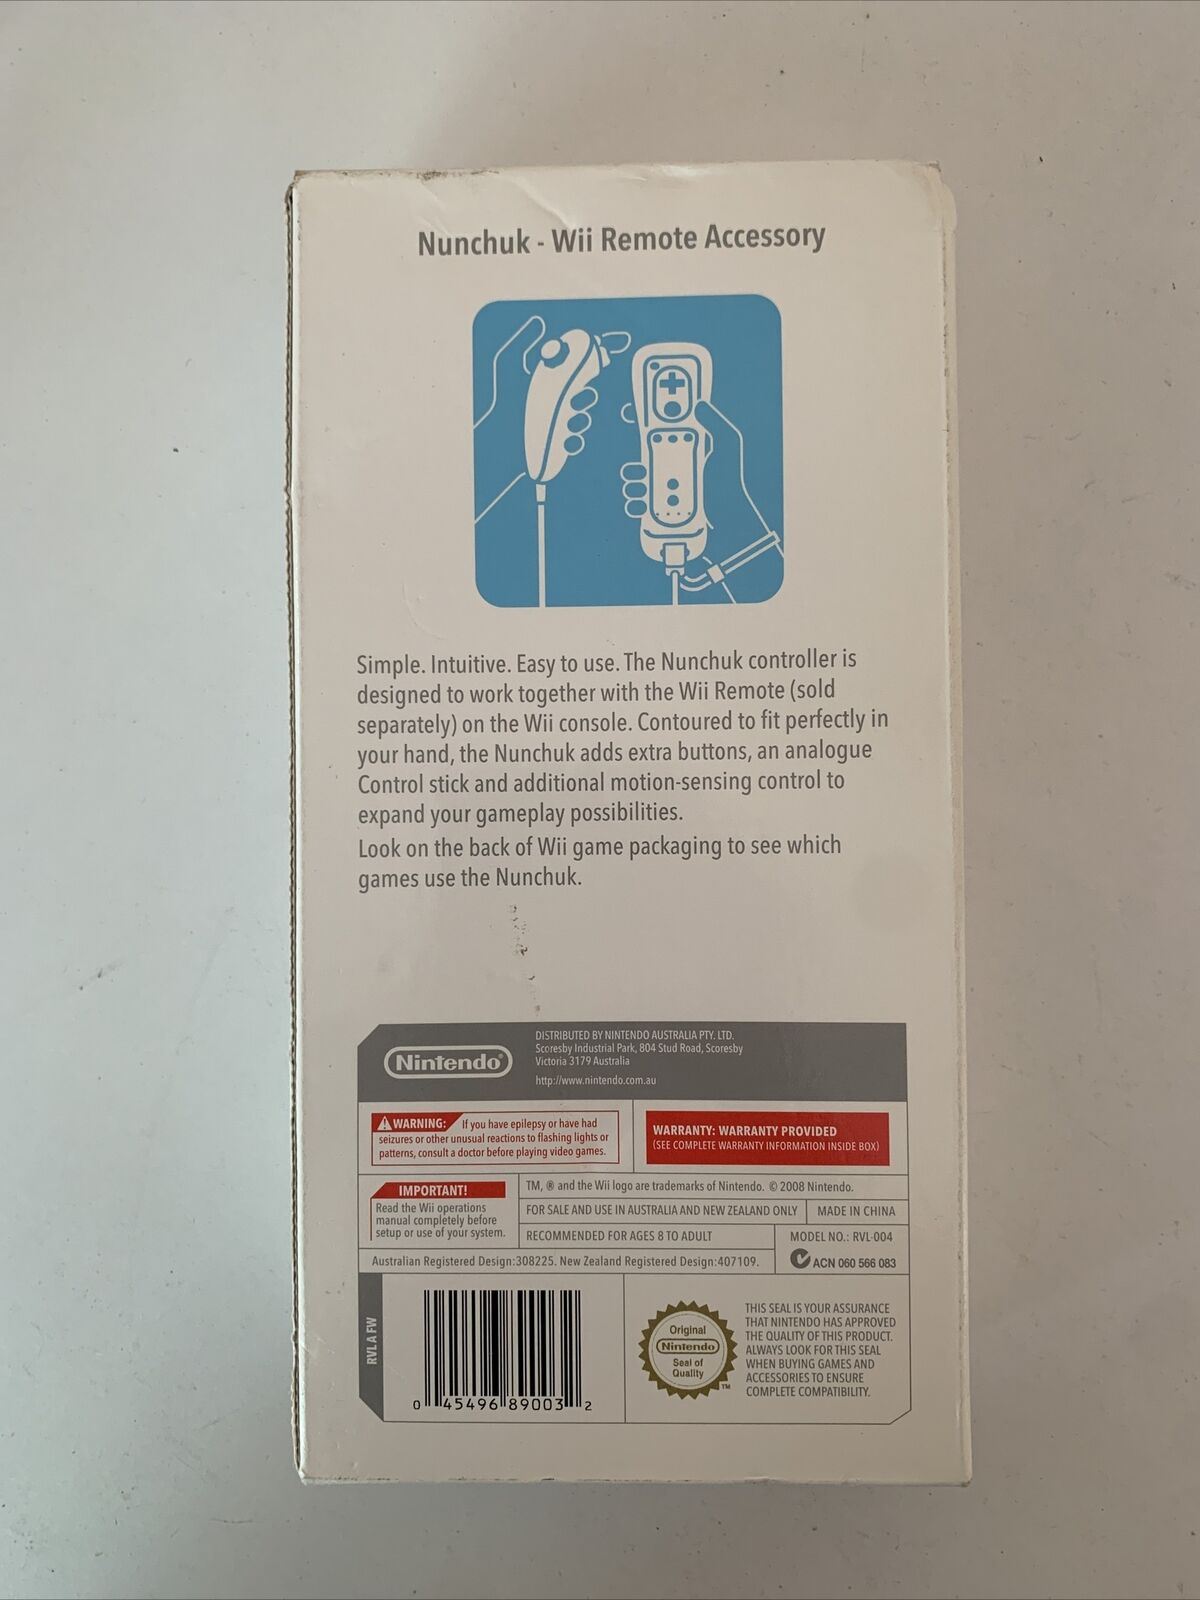 Nunchuk - Wii Remote Accessory
Simple. Intuitive. Easy to use. The Nunchuk controller is
designed to work together with the Wii Remote (sold
separately) on the Wii console. Contoured to fit perfectly in
your hand, the Nunchuk adds extra buttons, an analogue
Control stick and additional motion-sensing control to
expand your gameplay possibilities.
Look on the back of Wii game packaging to see which
games use the Nunchuk.
Nintendo®
DISTRIBUTED BY NINTENDO AUSTRALIA PTY. LTD.
Scoresby Industrial Park, 804 Stud Road, Scoresby
Victoria 3179 Australia
http://www.nintendo.com.au
WARNING: If you have epilepsy or have had
seizures or other unusual reactions to flashing lights or
patterns, consult a doctor before playing video games.
WARRANTY: WARRANTY PROVIDED
(SEE COMPLETE WARRANTY INFORMATION INSIDE BOX)
IMPORTANT!
Read the Wii operations
manual completely before
setup or use of your system.
TM, ® and the Wii logo are trademarks of Nintendo. © 2008 Nintendo.
FOR SALE AND USE IN AUSTRALIA AND NEW ZEALAND ONLY
MADE IN CHINA
RECOMMENDED FOR AGES 8 TO ADULT
MODEL NO.: RVL-004
ACN 060 566 083
Australian Registered Design:308225. New Zealand Registered Design:407109.
RVL A FW
0 45496 89003 2
Original
Nintendo
Seal of
Quality
TM
THIS SEAL IS YOUR ASSURANCE
THAT NINTENDO HAS APPROVED
THE QUALITY OF THIS PRODUCT.
ALWAYS LOOK FOR THIS SEAL
WHEN BUYING GAMES AND
ACCESSORIES TO ENSURE
COMPLETE COMPATIBILITY.